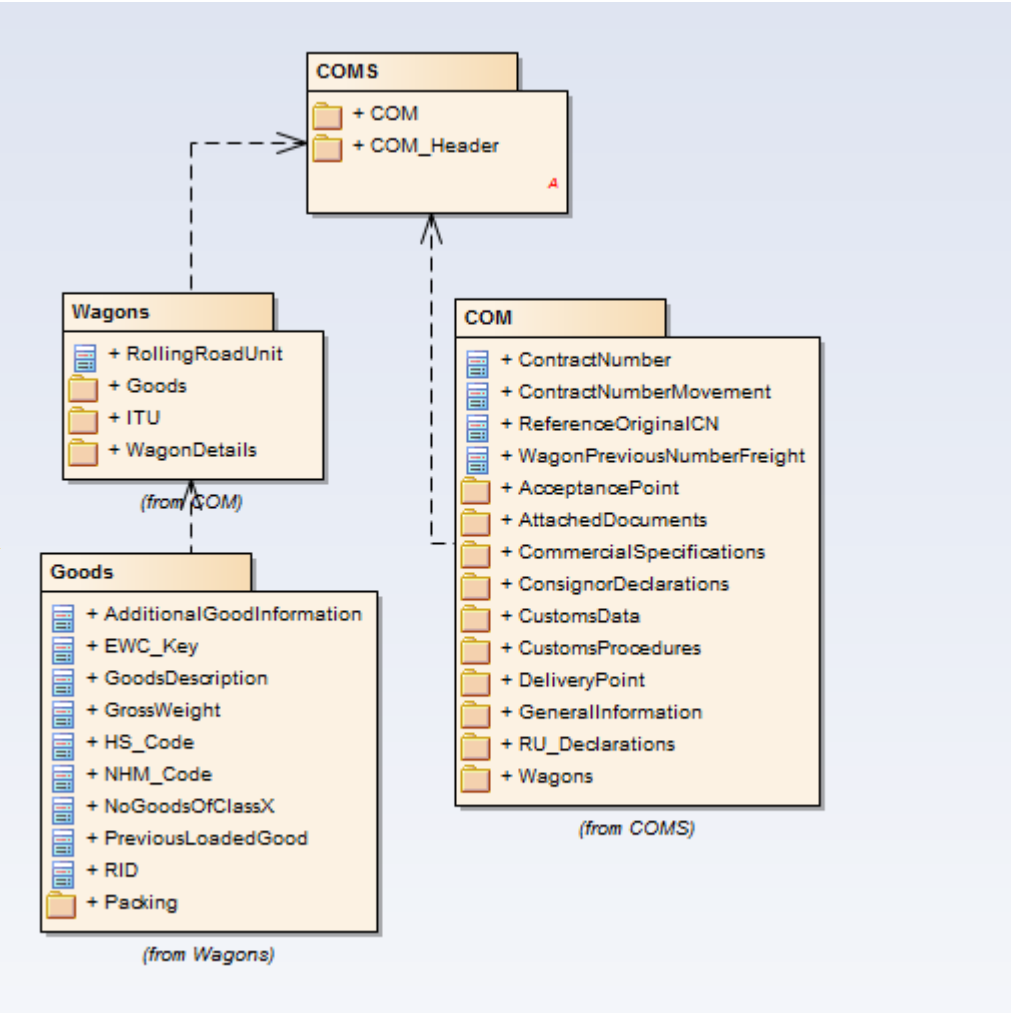 COMS
+ COM
+ COM_Header
A
Wagons
+ RollingRoadUnit
+ Goods
+ ITU
+ WagonDetails
(from COM)
Goods
+ AdditionalGoodInformation
+ EWC_Key
+ GoodsDescription
+ GrossWeight
+ HS_Code
+ NHM_Code
+ NoGoodsOfClassX
+ PreviousLoadedGood
+ RID
+ Packing
(from Wagons)
COM
+ ContractNumber
+ ContractNumberMovement
+ ReferenceOriginalCN
+ WagonPreviousNumberFreight
+ AcceptancePoint
+ AttachedDocuments
+ CommercialSpecifications
+ ConsignorDeclarations
+ CustomsData
+ CustomsProcedures
+ DeliveryPoint
+ GeneralInformation
+ RU_Declarations
+ Wagons
(from COMS)